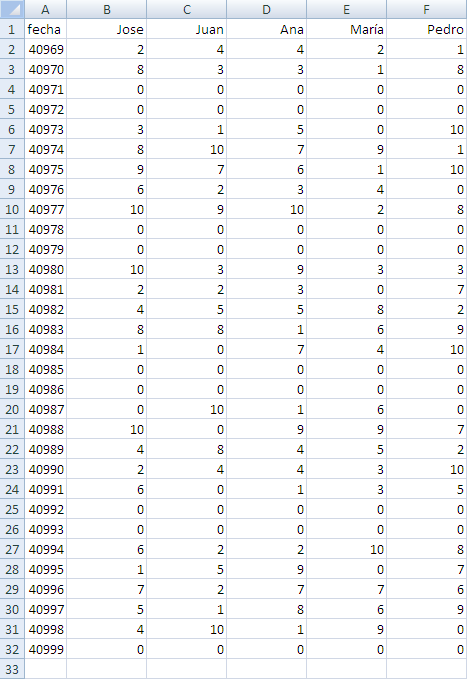 A B C D E F
1 fecha Jose Juan Ana María Pedro
2 40969 2 4 4 2 1
3 40970 8 3 3 1 8
4 40971 0 0 0 0 0
5 40972 0 0 0 0 0
6 40973 3 1 5 0 10
7 40974 8 10 7 9 1
8 40975 9 7 6 1 10
9 40976 6 2 3 4 0
10 40977 10 9 10 2 8
11 40978 0 0 0 0 0
12 40979 0 0 0 0 0
13 40980 10 3 9 3 3
14 40981 2 2 3 0 7
15 40982 4 5 5 8 2
16 40983 8 8 1 6 9
17 40984 1 0 7 4 10
18 40985 0 0 0 0 0
19 40986 0 0 0 0 0
20 40987 0 10 1 6 0
21 40988 10 0 9 9 7
22 40989 4 8 4 5 2
23 40990 2 4 4 3 10
24 40991 6 0 1 3 5
25 40992 0 0 0 0 0
26 40993 0 0 0 0 0
27 40994 6 2 2 10 8
28 40995 1 5 9 0 7
29 40996 7 2 7 7 6
30 40997 5 1 8 6 9
31 40998 4 10 1 9 0
32 40999 0 0 0 0 0
33